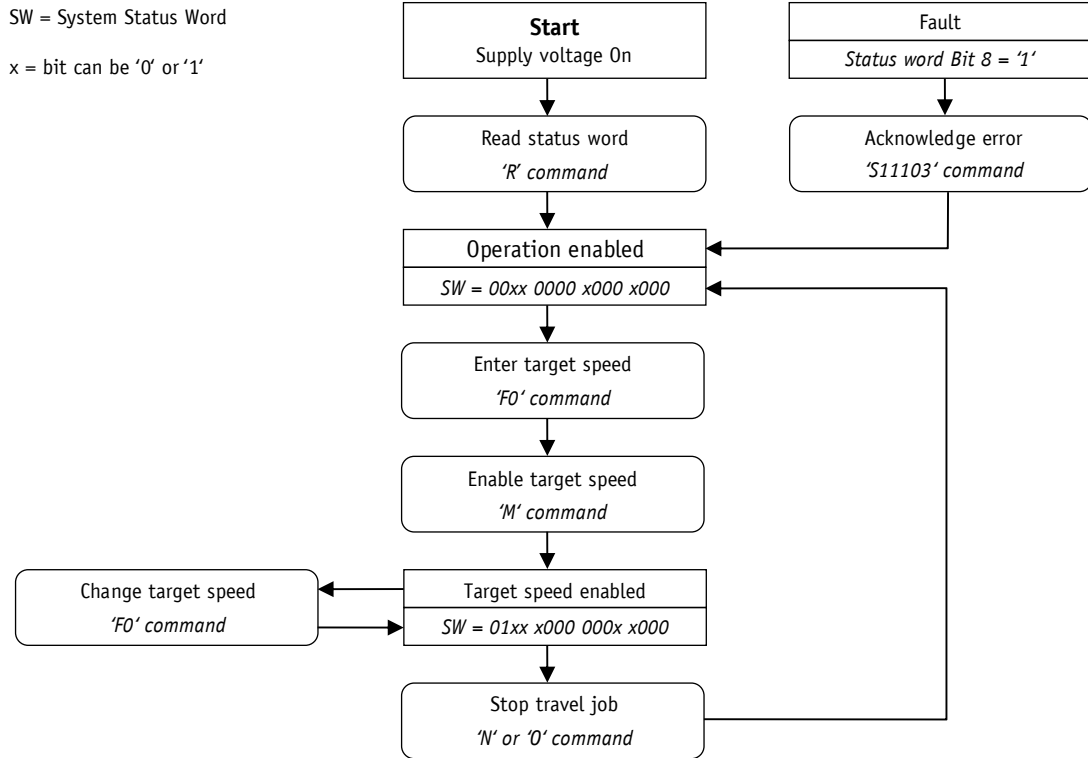 SW = System Status Word
x = bit can be ‘0’ or ‘1‘
Start
Supply voltage On
Fault
Status word Bit 8 = ‘1‘
Read status word
‘R’ command
Acknowledge error
‘S11103‘ command
Operation enabled
SW = 00xx 0000 x000 x000
Enter target speed
‘F0‘ command
Enable target speed
‘M‘ command
Change target speed
‘F0‘ command
Target speed enabled
SW = 01xx x000 000x x000
Stop travel job
‘N‘ or ‘O‘ command